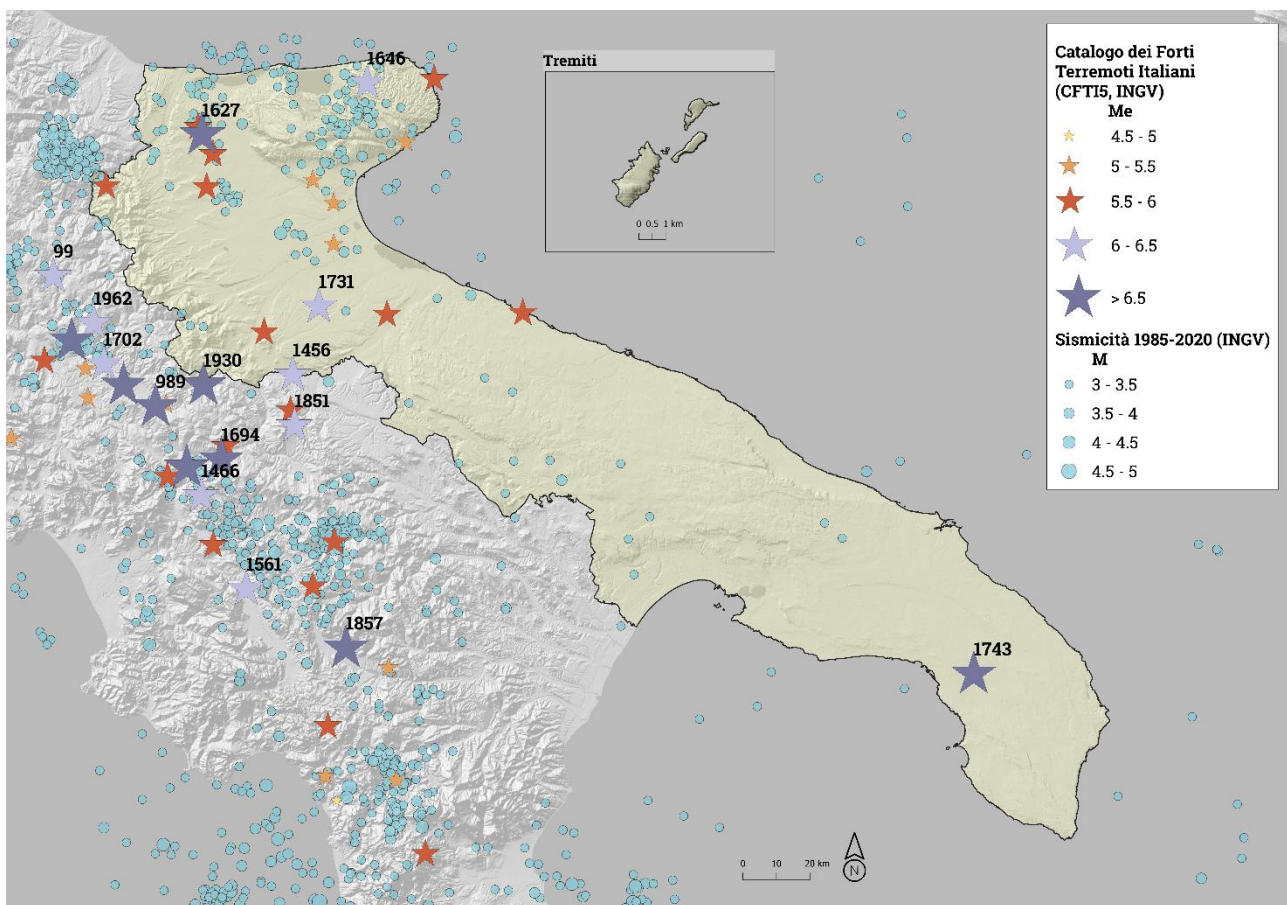 1646
Tremiti
1627
0 0.5 1 km
99
1731
1962
1702
1456
1930
989
1851
1694
1466
1561
1857
1743
0 10 20 km
N
Catalogo dei Forti
Terremoti Italiani
(CFTI5, INGV)
Me
4.5 - 5
5 - 5.5
5.5 - 6
6 - 6.5
> 6.5
Sismicità 1985-2020 (INGV)
M
3 - 3.5
3.5 - 4
4 - 4.5
4.5 - 5